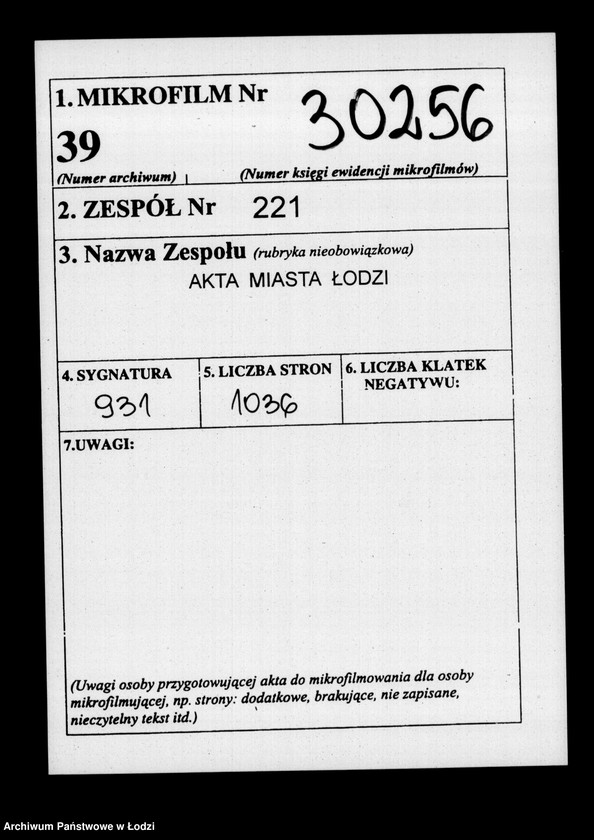 1. MIKROFILM Nr 30256
39
(Numer archiwum) (Numer księgi ewidencji mikrofilmów)
2. ZESPÓŁ Nr 221
3. Nazwa Zespołu (rubryka nieobowiązkowa)
AKTA MIASTA ŁODZI
4. SYGNATURA 5. LICZBA STRON 6. LICZBA KLATEK
NEGATYWU:
931 1036
7.UWAGI:
(Uwagi osoby przygotowującej akta do mikrofilmowania dla osoby
mikrofilmującej, np. strony: dodatkowe, brakujące, nie zapisane,
nieczytelny tekst itd.)
Archiwum Państwowe w Łodzi